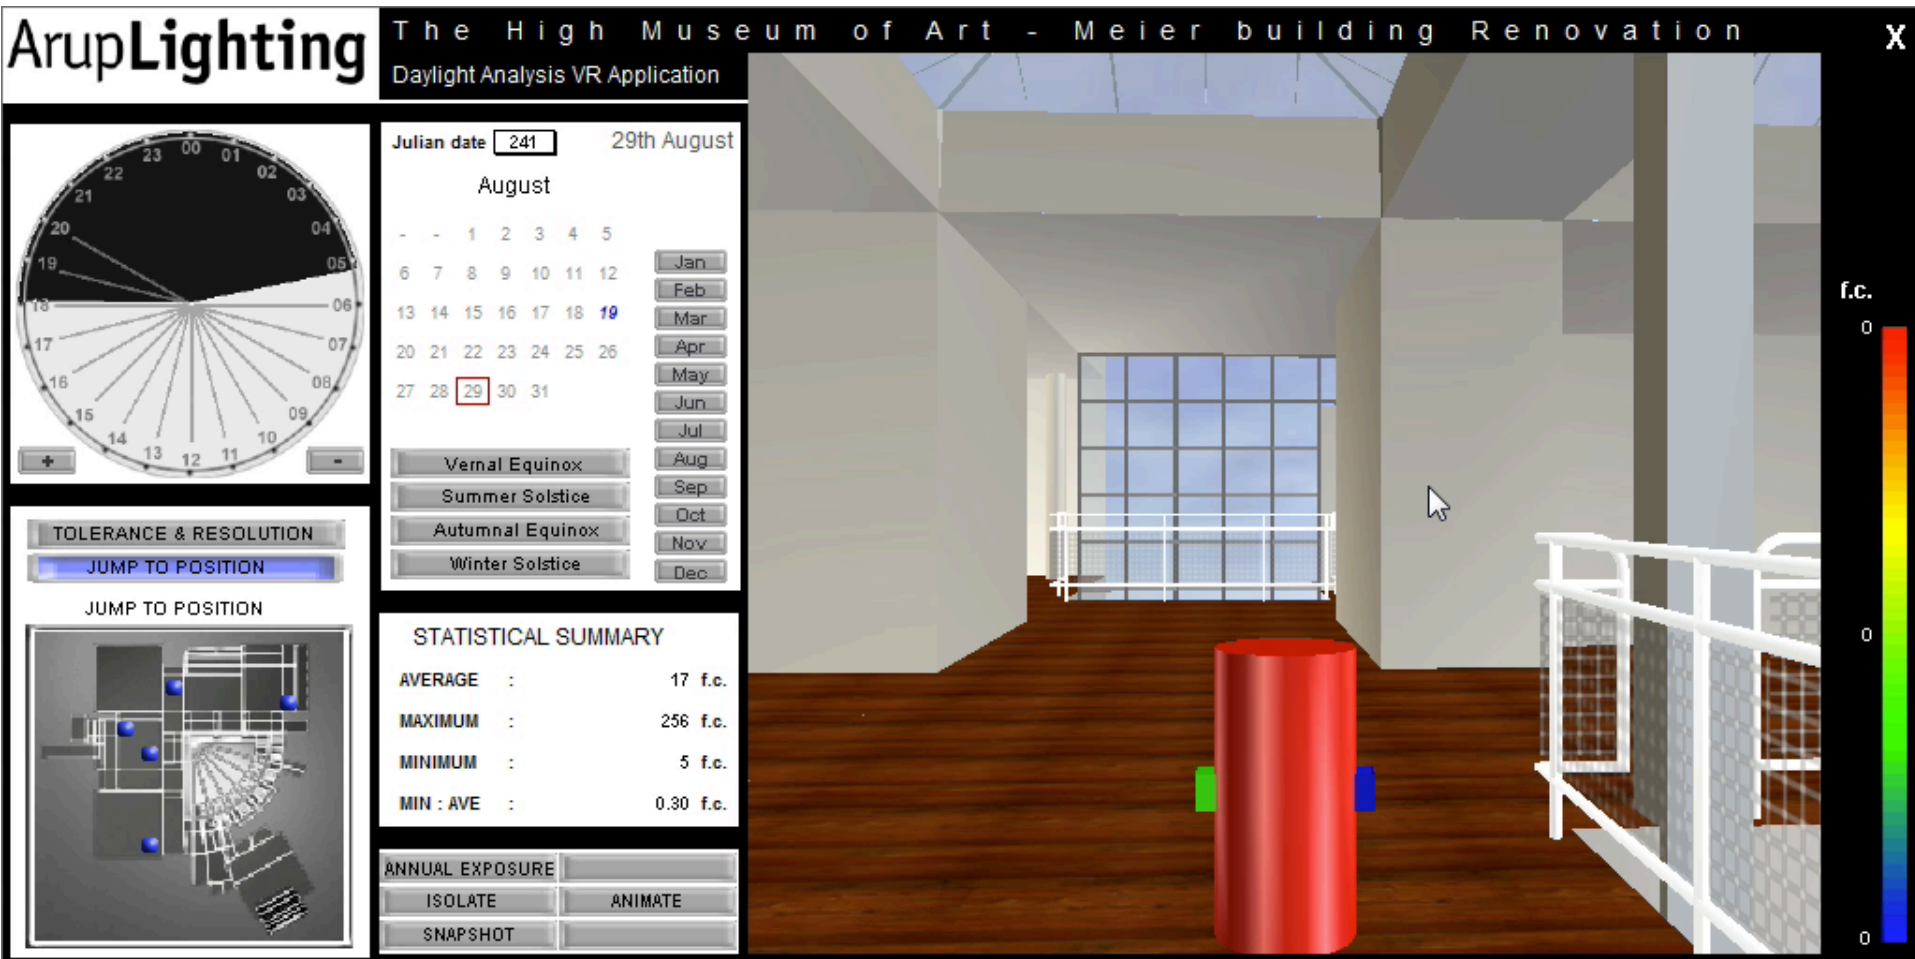 ArupLighting
The High Museum of Art - Meier building Renovation
X
Daylight Analysis VR Application
00
01
02
03
04
05
06
07
08
09
10
11
12
13
14
15
16
17
18
19
20
21
22
23
+
-
Julian date 241 29th August
August
- - 1 2 3 4 5
6 7 8 9 10 11 12
13 14 15 16 17 18 19
20 21 22 23 24 25 26
27 28 29 30 31
Jan
Feb
Mar
Apr
May
Jun
Jul
Aug
Sep
Oct
Nov
Dec
Vernal Equinox
Summer Solstice
Autumnal Equinox
Winter Solstice
TOLERANCE & RESOLUTION
JUMP TO POSITION
JUMP TO POSITION
STATISTICAL SUMMARY
AVERAGE : 17 f.c.
MAXIMUM : 256 f.c.
MINIMUM : 5 f.c.
MIN : AVE : 0.30 f.c.
ANNUAL EXPOSURE
ISOLATE ANIMATE
SNAPSHOT
f.c.
0
0
0